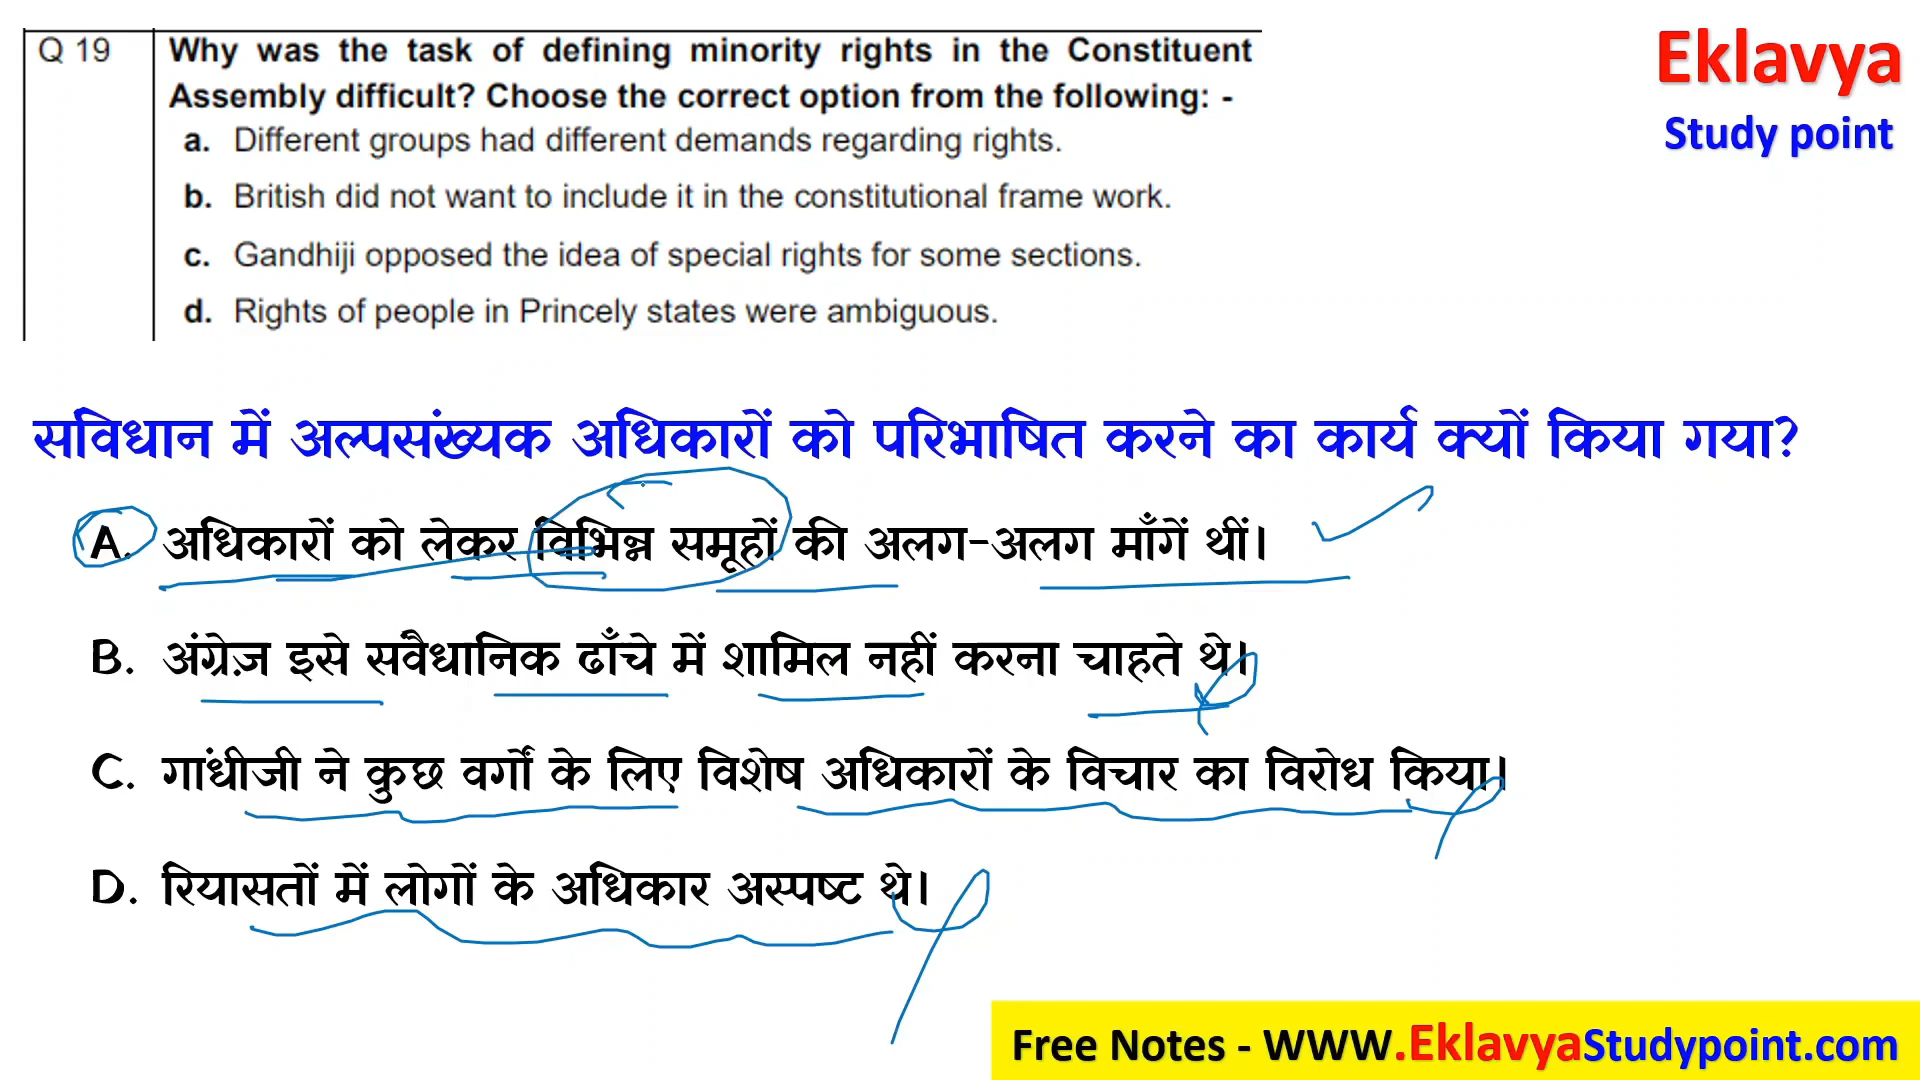 Q 19
Why was the task of defining minority rights in the Constituent
Assembly difficult? Choose the correct option from the following: -
a. Different groups had different demands regarding rights.
b. British did not want to include it in the constitutional frame work.
c. Gandhiji opposed the idea of special rights for some sections.
d. Rights of people in Princely states were ambiguous.
Eklavya
Study point
संविधान में अल्पसंख्यक अधिकारों को परिभाषित करने का कार्य क्यों किया गया?
A. अधिकारों को लेकर विभिन्न समूहों की अलग-अलग माँगें थीं।
B. अंग्रेज़ इसे संवैधानिक ढाँचे में शामिल नहीं करना चाहते थे।
C. गांधीजी ने कुछ वर्गों के लिए विशेष अधिकारों के विचार का विरोध किया।
D. रियासतों में लोगों के अधिकार अस्पष्ट थे।
Free Notes - WWW.EklavyaStudypoint.com